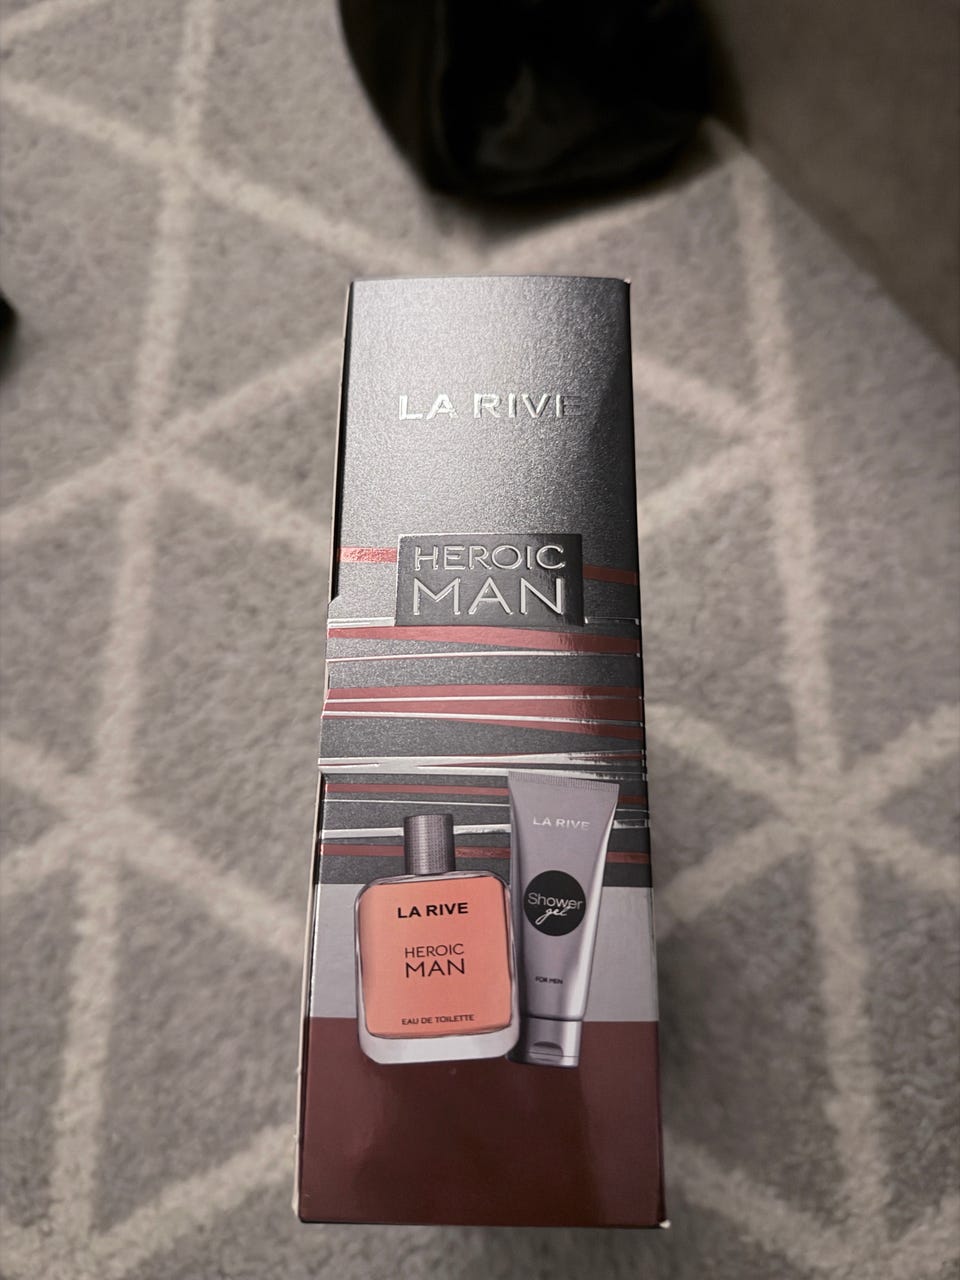 LA RIVE
HEROIC
MAN
LA RIVE
Shower
gel
FOR MEN
LA RIVE
HEROIC
MAN
EAU DE TOILETTE